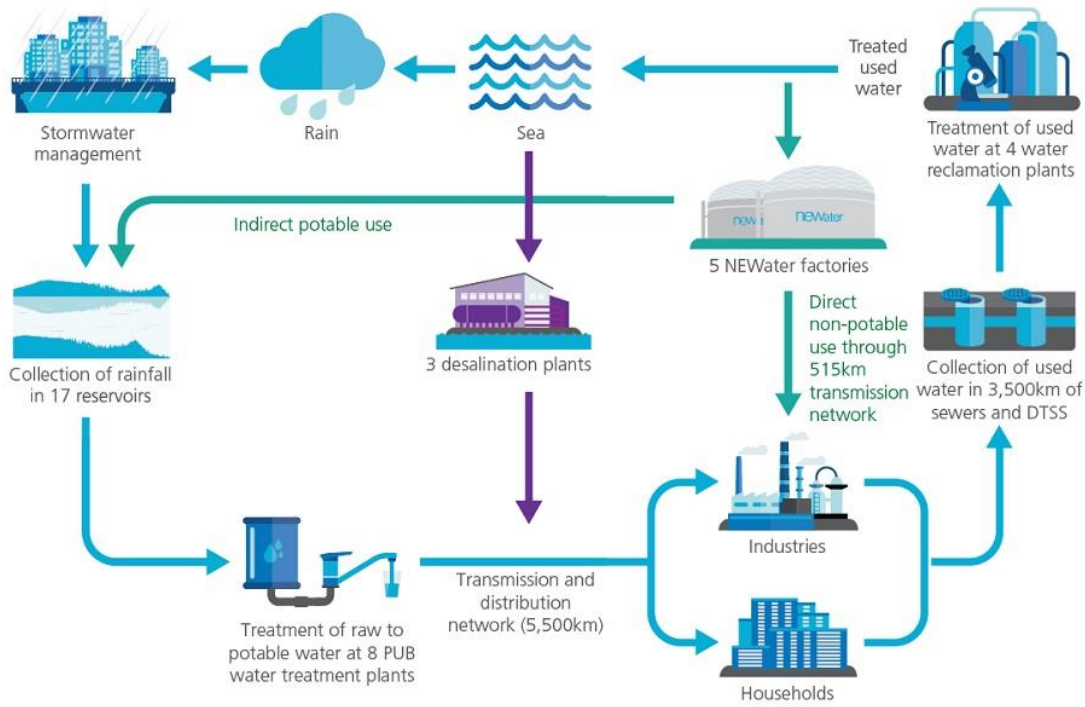 Stormwater
management
Rain
Sea
Treated
used
water
Treatment of used
water at 4 water
reclamation plants
Indirect potable use
newa
newater
5 NEWater factories
Collection of rainfall
in 17 reservoirs
3 desalination plants
Direct
non-potable
use through
515km
transmission
network
Collection of used
water in 3,500km of
sewers and DTSS
Treatment of raw to
potable water at 8 PUB
water treatment plants
Transmission and
distribution
network (5,500km)
Industries
Households